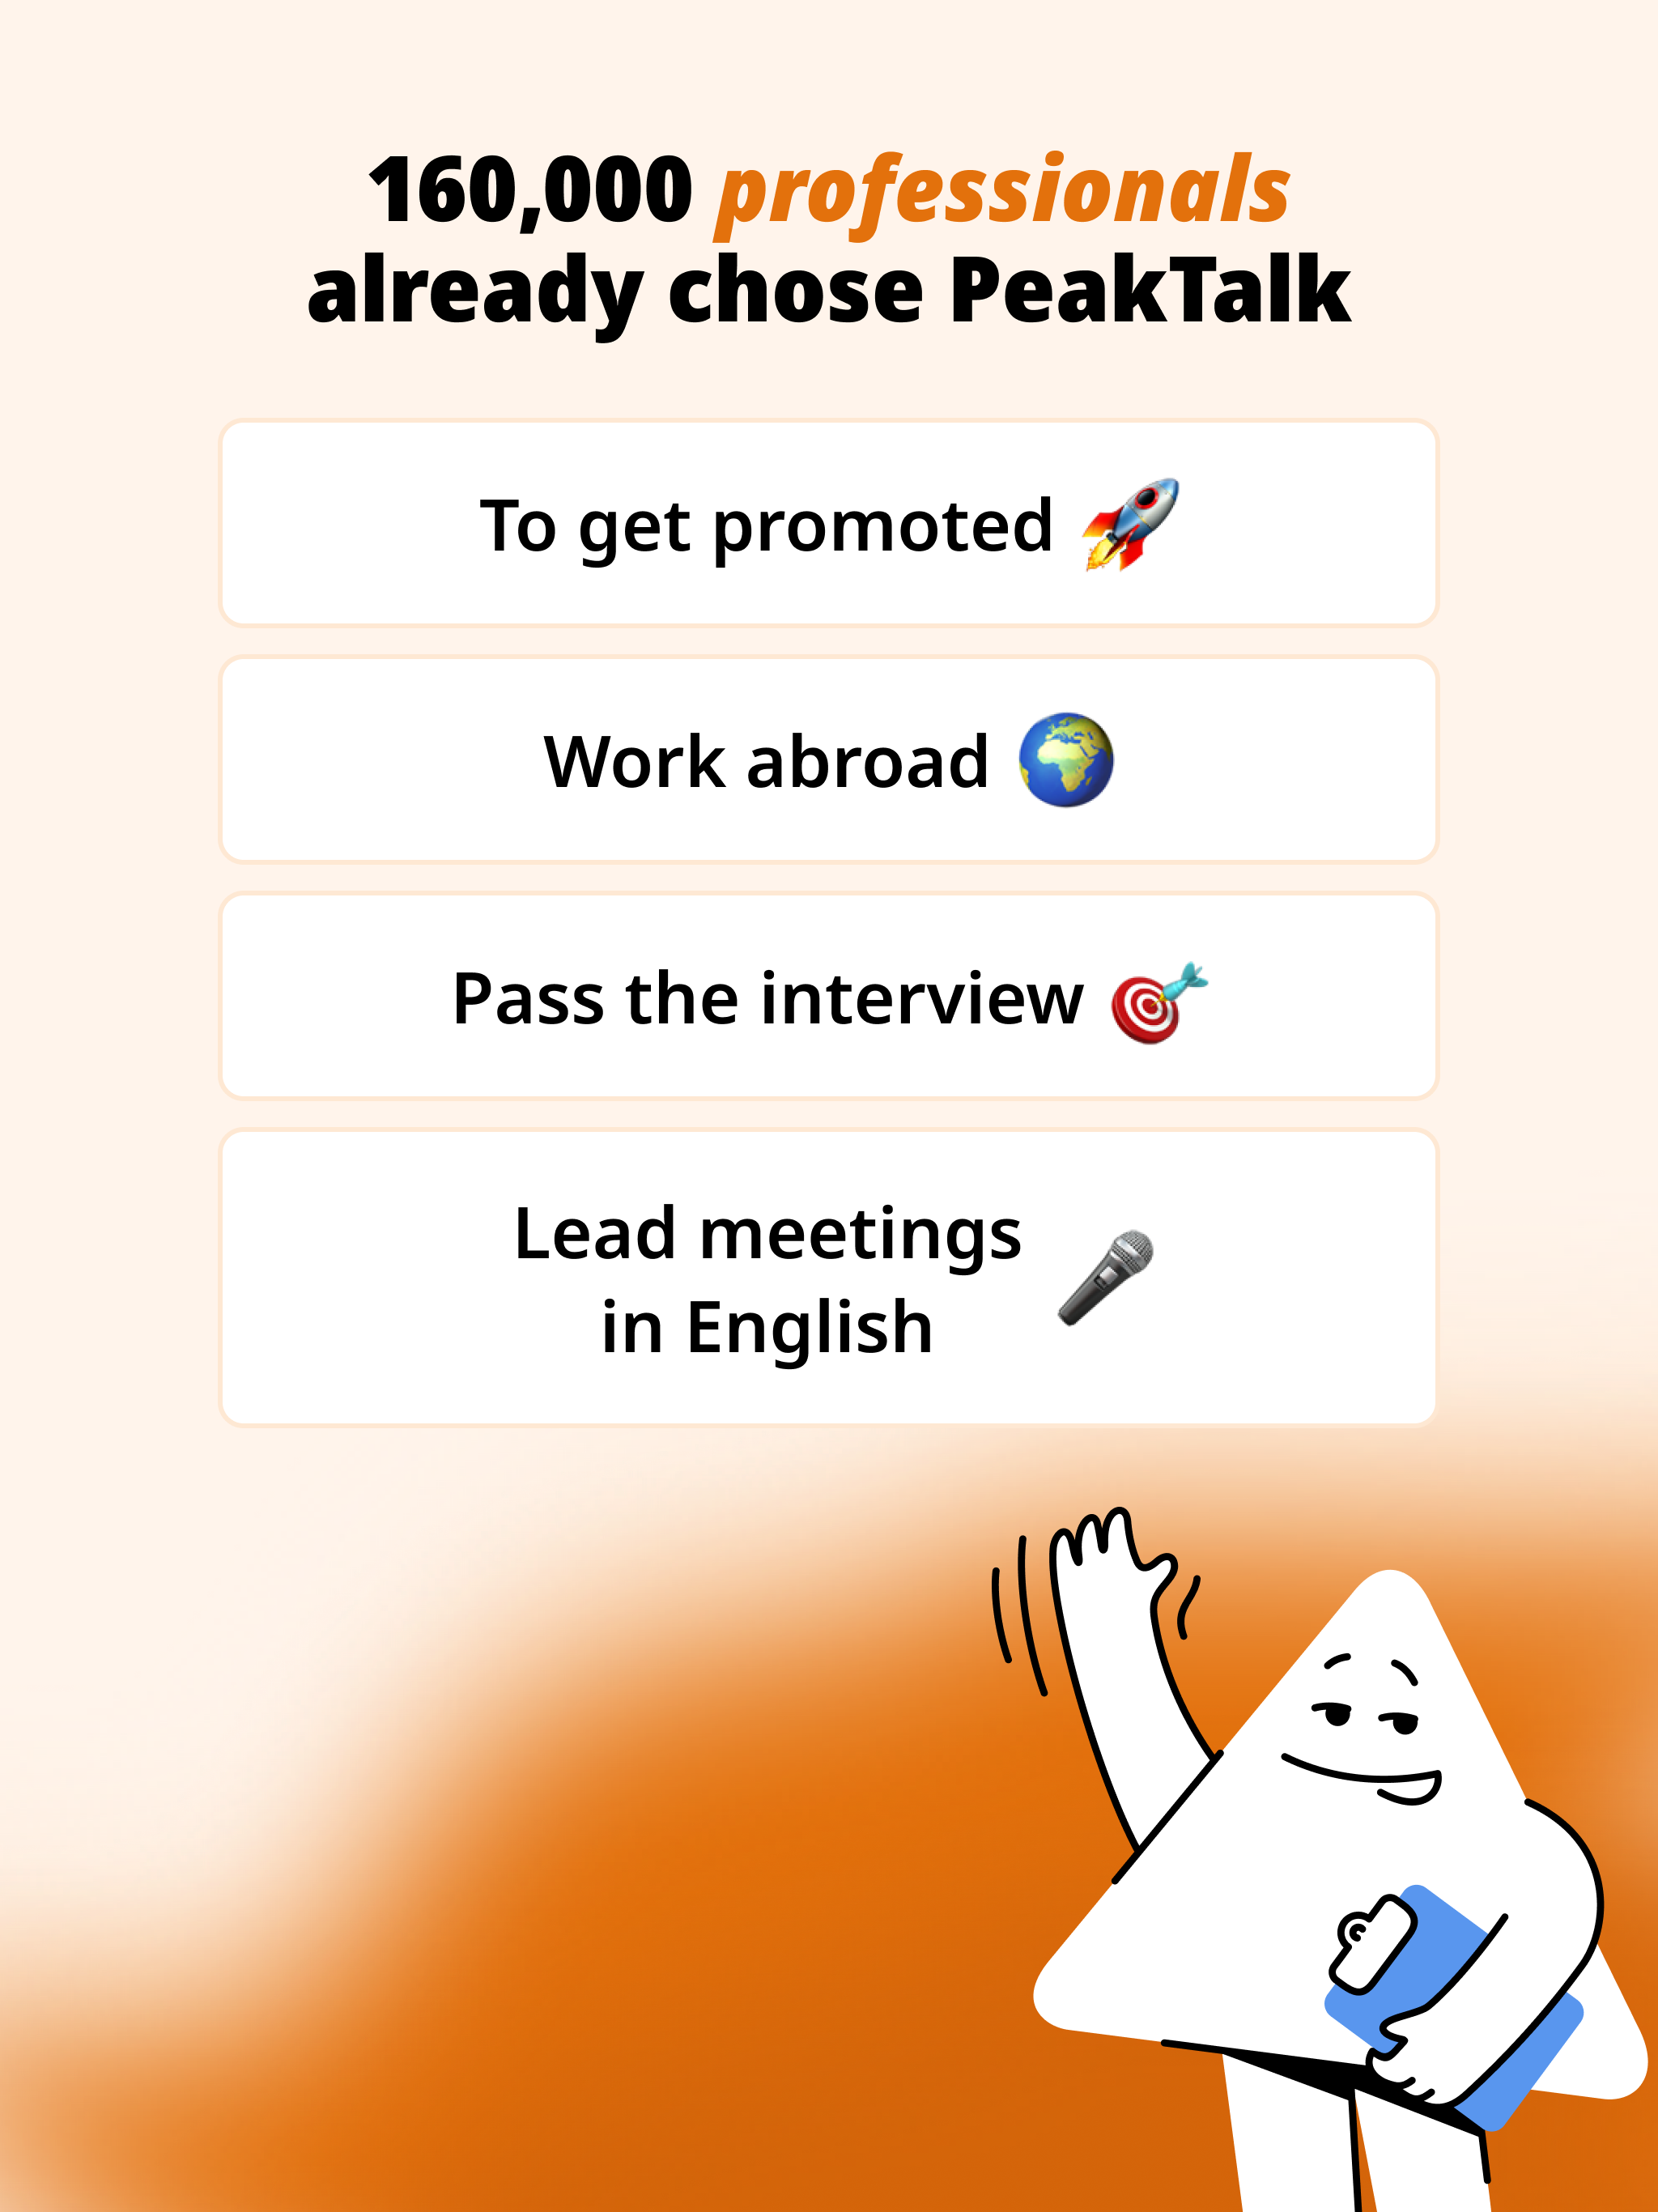 160,000 professionals
already chose PeakTalk
To get promoted 🚀
Work abroad 🌍
Pass the interview 🎯
Lead meetings
in English 🎤